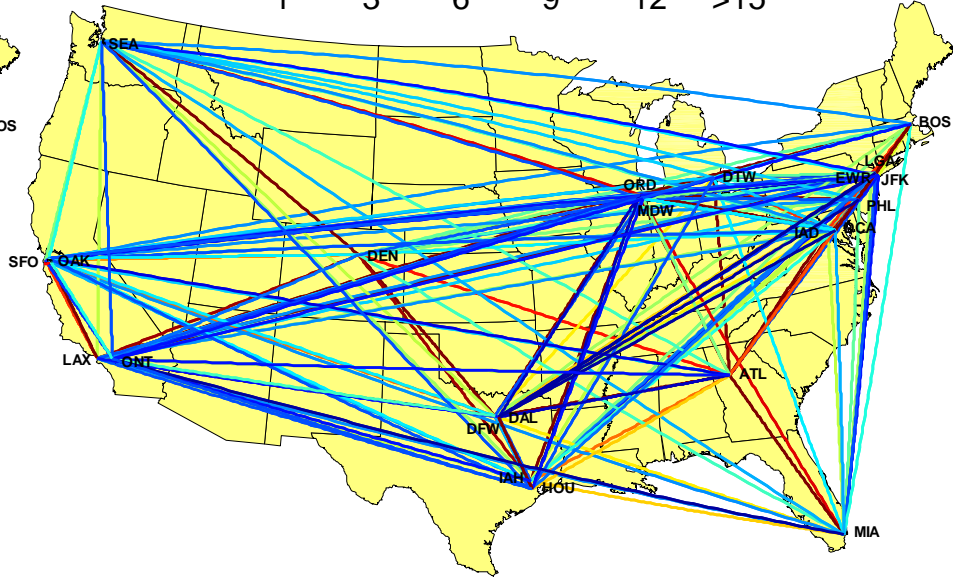 1 3 6 9 12 >15
SEA
OS
BOS
LGA
EWR
JFK
DTW
ORD
MDW
PHL
IAD
DCA
DEN
SFO
OAK
LAX
ONT
ATL
DAL
DFW
IAH
HOU
MIA